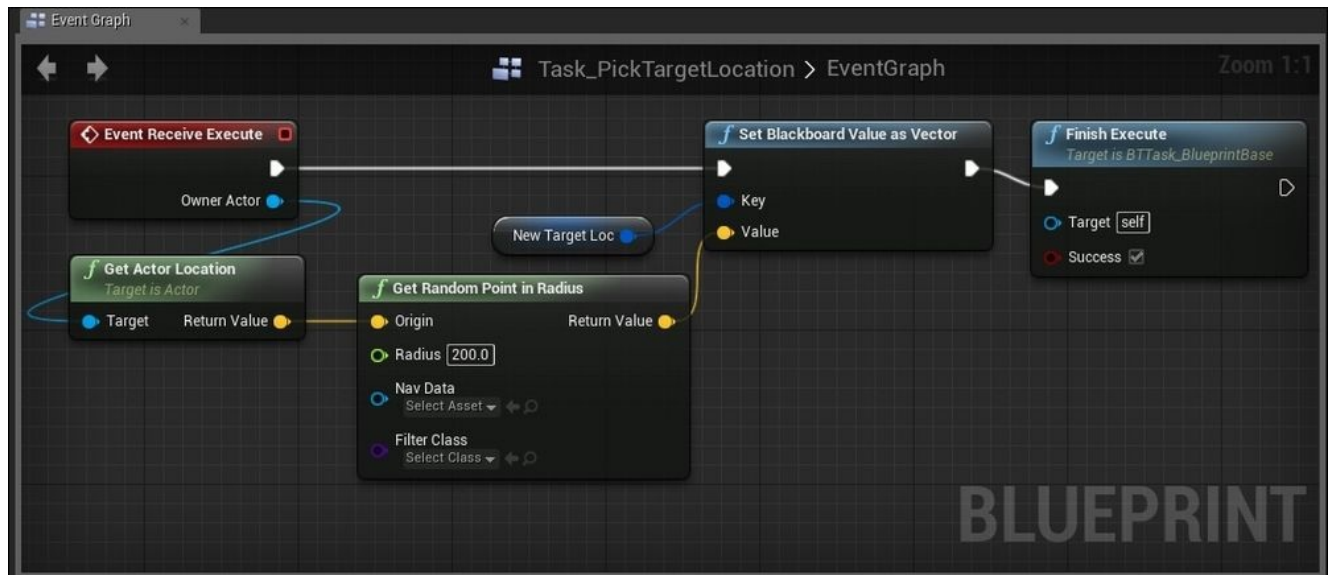 Event Graph
Task_PickTargetLocation > EventGraph
Zoom 1:1
Event Receive Execute
Owner Actor
Get Actor Location
Target is Actor
Target
Return Value
New Target Loc
Get Random Point in Radius
Origin
Return Value
Radius 200.0
Nav Data
Select Asset
Filter Class
Select Class
Set Blackboard Value as Vector
Key
Value
Finish Execute
Target is BTTask_BlueprintBase
Target self
Success
BLUEPRINT